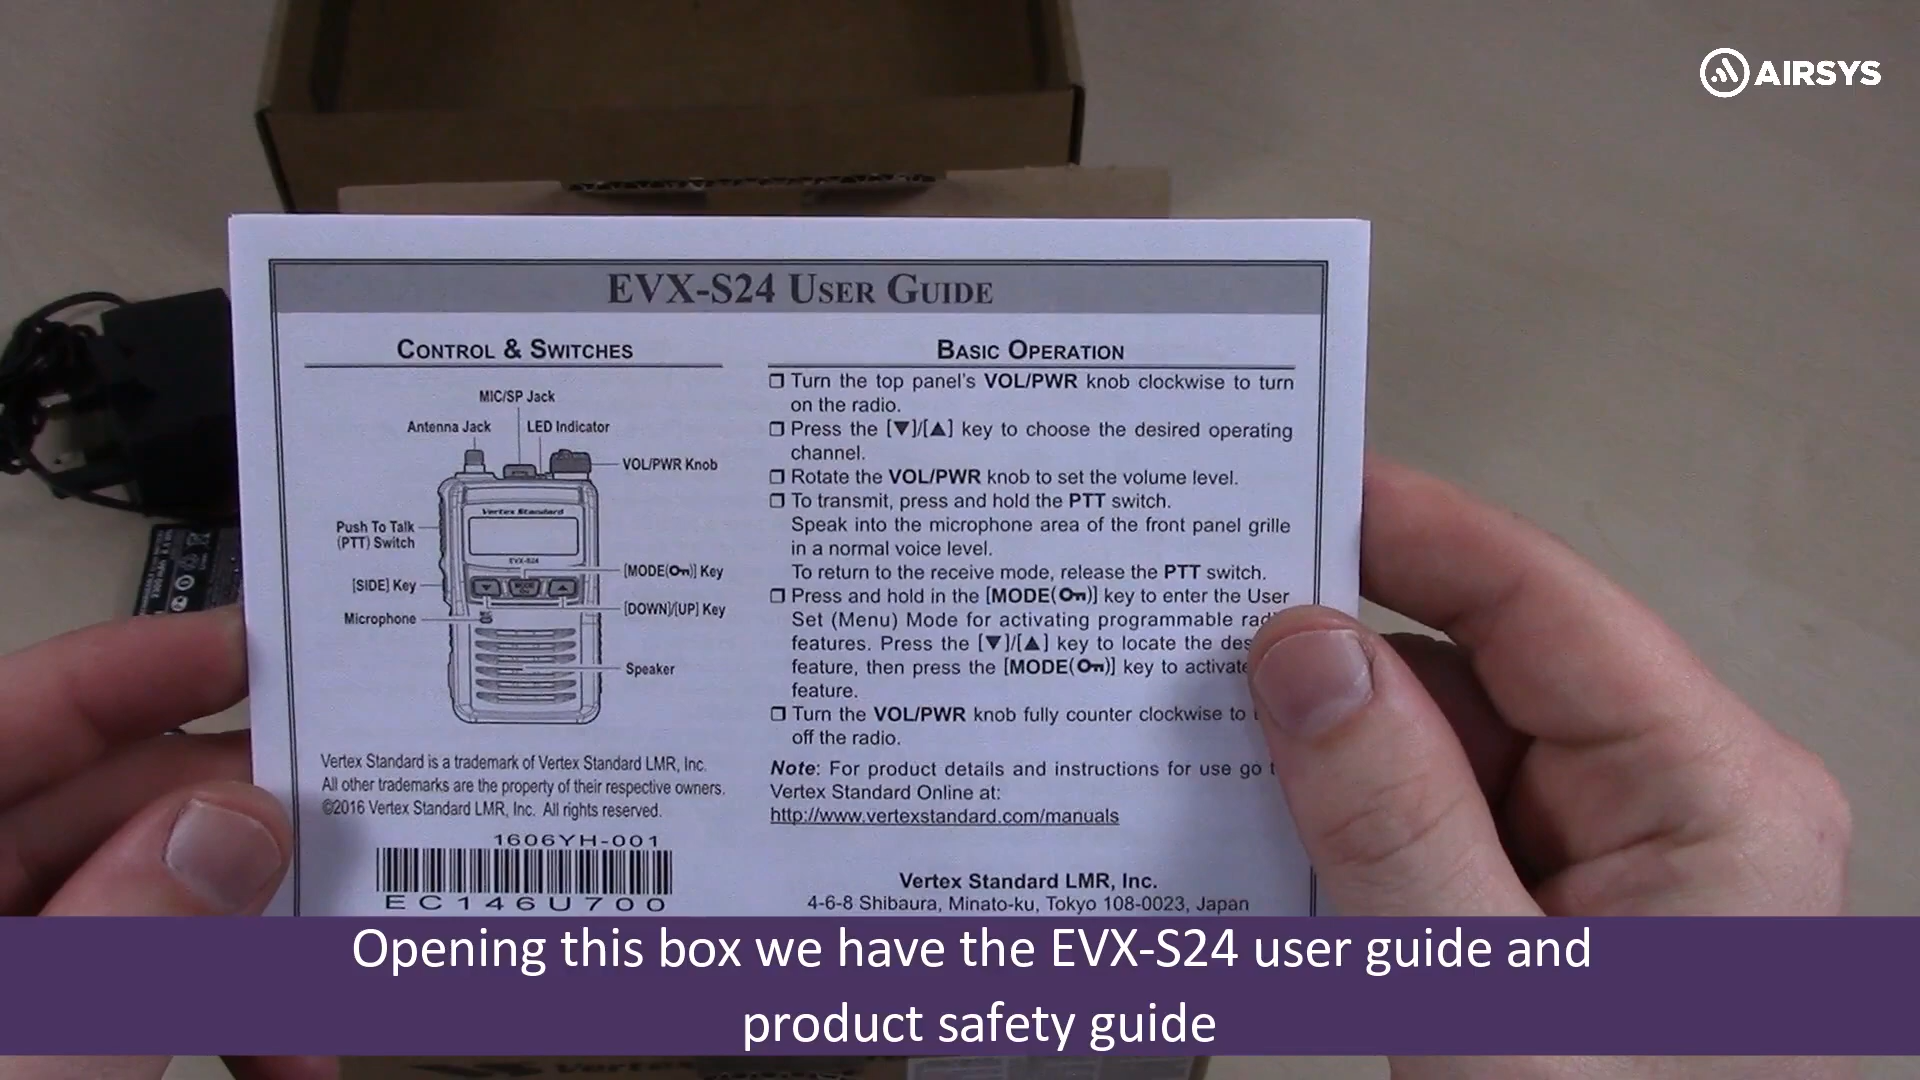 AIRSYS
EVX-S24 USER GUIDE
CONTROL & SWITCHES
MIC/SP Jack
Antenna Jack
LED Indicator
VOL/PWR Knob
Vertex Standard
Push To Talk
(PTT) Switch
EVX-S24
[MODE(O-n)] Key
[SIDE] Key
MODE
[DOWN]/[UP] Key
MIC
Microphone
Speaker
Vertex Standard is a trademark of Vertex Standard LMR, Inc.
All other trademarks are the property of their respective owners.
©2016 Vertex Standard LMR, Inc. All rights reserved.
1606YH-001
EC146U700
BASIC OPERATION
❒ Turn the top panel's VOL/PWR knob clockwise to turn
on the radio.
❒ Press the [▼]/[▲] key to choose the desired operating
channel.
❒ Rotate the VOL/PWR knob to set the volume level.
❒ To transmit, press and hold the PTT switch.
Speak into the microphone area of the front panel grille
in a normal voice level.
To return to the receive mode, release the PTT switch.
❒ Press and hold in the [MODE(O-n)] key to enter the User
Set (Menu) Mode for activating programmable
features. Press the [▼]/[▲] key to locate the
feature, then press the [MODE(O-n)] key to activate
feature.
❒ Turn the VOL/PWR knob fully counter clockwise to
off the radio.
Note: For product details and instructions for use go
Vertex Standard Online at:
http://www.vertexstandard.com/manuals
Vertex Standard LMR, Inc.
4-6-8 Shibaura, Minato-ku, Tokyo 108-0023, Japan
Opening this box we have the EVX-S24 user guide and
product safety guide